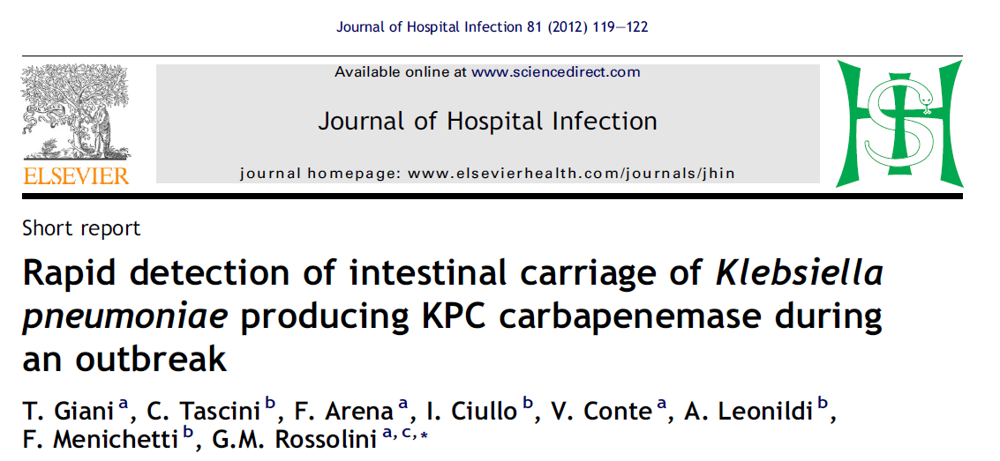 Journal of Hospital Infection 81 (2012) 119–122
Available online at www.sciencedirect.com
Journal of Hospital Infection
journal homepage: www.elsevierhealth.com/journals/jhin
ELSEVIER
Short report
Rapid detection of intestinal carriage of Klebsiella
pneumoniae producing KPC carbapenemase during
an outbreak
T. Giani a, C. Tascini b, F. Arena a, I. Ciullo b, V. Conte a, A. Leonildi b,
F. Menichetti b, G.M. Rossolini a, c, *